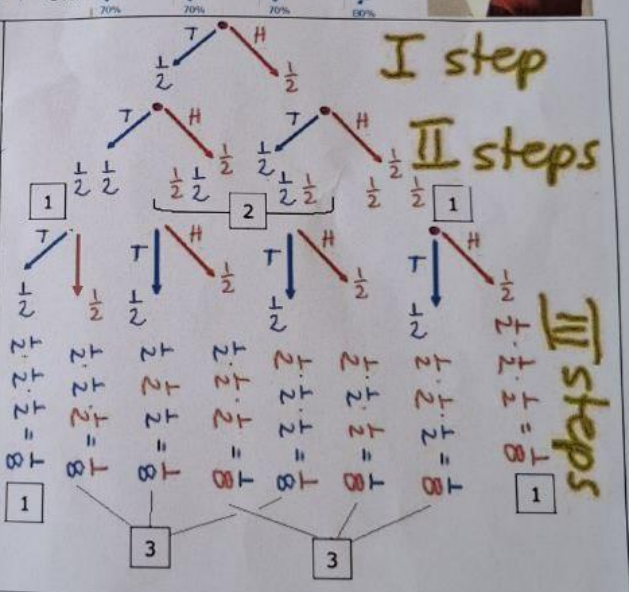 70% 70% 70% 80%
T H
I step
1/2 1/2
T H T H
1/2 1/2
II steps
1/2 1/2 1/2 1/2 1/2 1/2 1/2 1/2
1 2 1
T T H T H T H
1/2 1/2 1/2 1/2 1/2 1/2 1/2 1/2
III steps
1/2 · 1/2 · 1/2 = 1/8
1/2 · 1/2 · 1/2 = 1/8
1/2 · 1/2 · 1/2 = 1/8
1/2 · 1/2 · 1/2 = 1/8
1/2 · 1/2 · 1/2 = 1/8
1/2 · 1/2 · 1/2 = 1/8
1/2 · 1/2 · 1/2 = 1/8
1/2 · 1/2 · 1/2 = 1/8
1 1
3 3